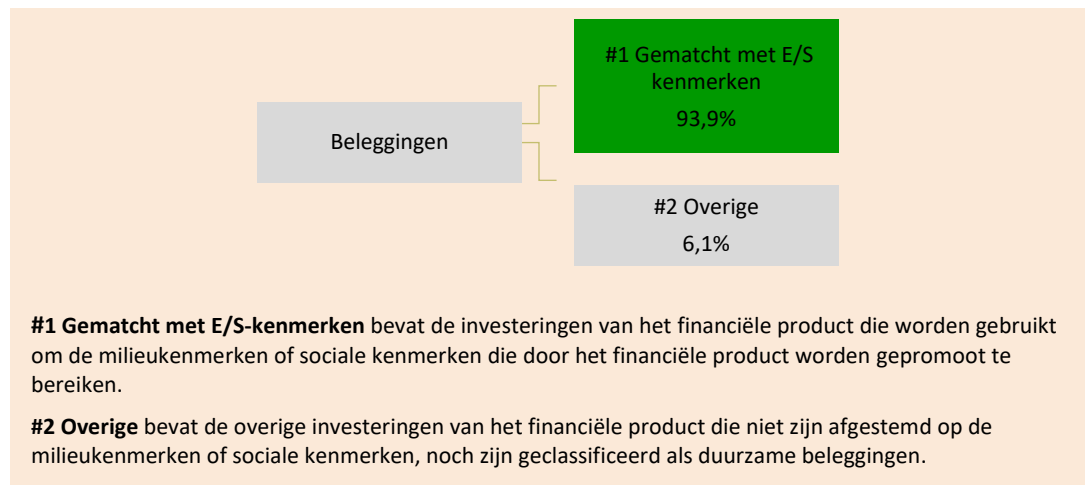 #1 Gematcht met E/S
kenmerken
93,9%
Beleggingen
#2 Overige
6,1%
#1 Gematcht met E/S-kenmerken bevat de investeringen van het financiële product die worden gebruikt
om de milieukenmerken of sociale kenmerken die door het financiële product worden gepromoot te
bereiken.
#2 Overige bevat de overige investeringen van het financiële product die niet zijn afgestemd op de
milieukenmerken of sociale kenmerken, noch zijn geclassificeerd als duurzame beleggingen.